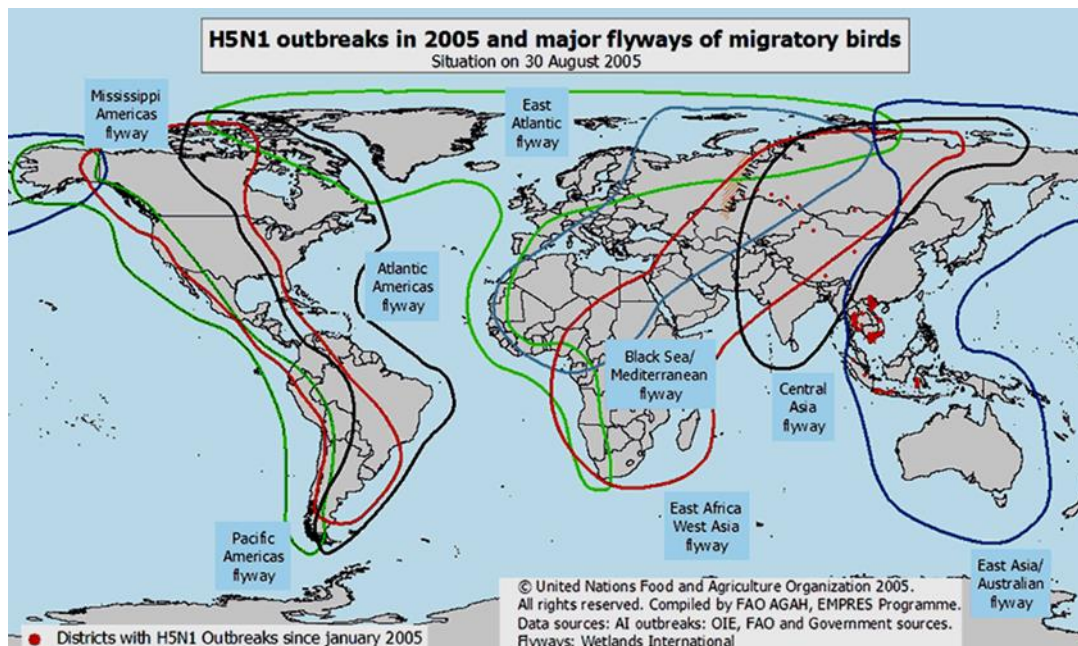 H5N1 outbreaks in 2005 and major flyways of migratory birds
Situation on 30 August 2005
Mississippi
Americas
flyway
East
Atlantic
flyway
Atlantic
Americas
flyway
Black Sea/
Mediterranean
flyway
Central
Asia
flyway
East Africa
West Asia
flyway
Pacific
Americas
flyway
East Asia/
Australian
flyway
© United Nations Food and Agriculture Organization 2005.
All rights reserved. Compiled by FAO AGAH, EMPRES Programme.
Data sources: AI outbreaks: OIE, FAO and Government sources.
Flyways: Wetlands International
Districts with H5N1 Outbreaks since january 2005